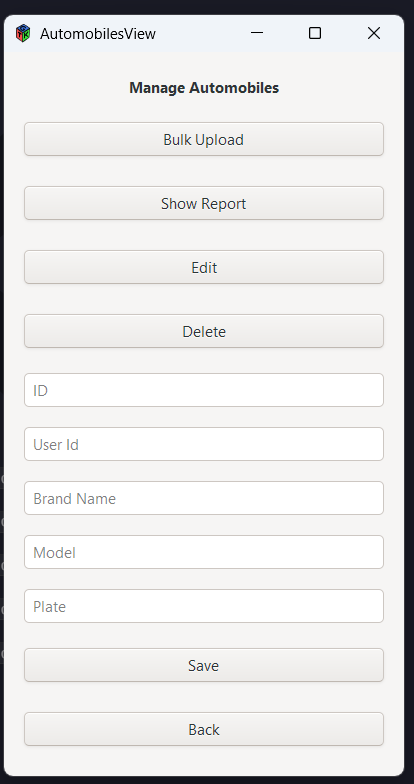 AutomobilesView
Manage Automobiles
Bulk Upload
Show Report
Edit
Delete
ID
User Id
Brand Name
Model
Plate
Save
Back